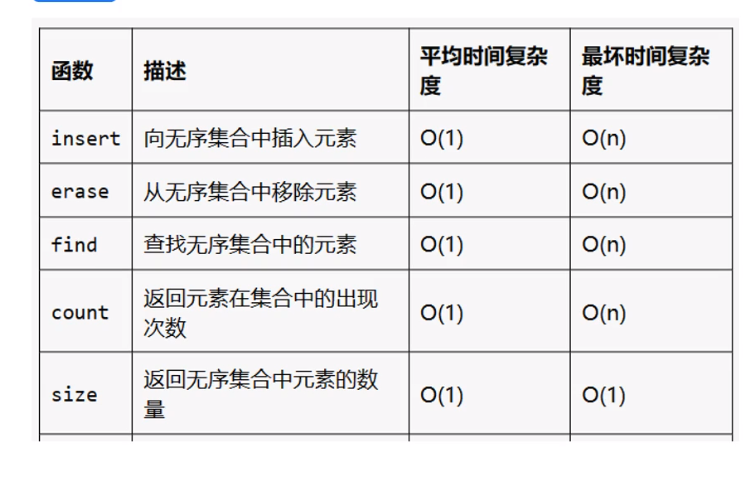 函数 描述 平均时间复杂度 最坏时间复杂度
insert 向无序集合中插入元素 O(1) O(n)
erase 从无序集合中移除元素 O(1) O(n)
find 查找无序集合中的元素 O(1) O(n)
count 返回元素在集合中的出现次数 O(1) O(n)
size 返回无序集合中元素的数量 O(1) O(1)